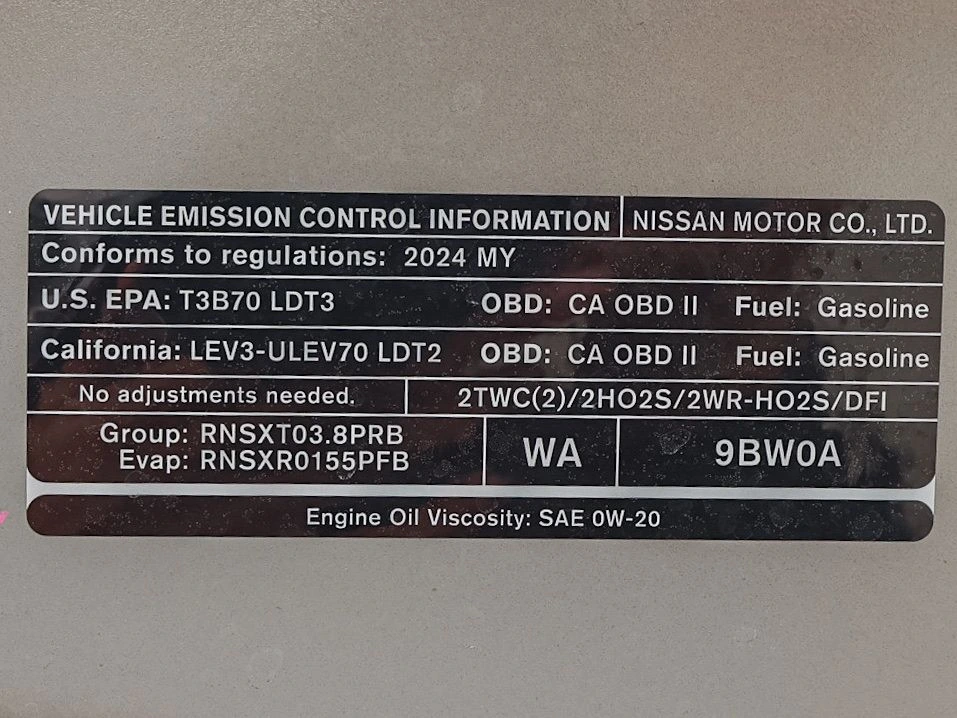 VEHICLE EMISSION CONTROL INFORMATION NISSAN MOTOR CO., LTD.
Conforms to regulations: 2024 MY
U.S. EPA: T3B70 LDT3 OBD: CA OBD II Fuel: Gasoline
California: LEV3-ULEV70 LDT2 OBD: CA OBD II Fuel: Gasoline
No adjustments needed. 2TWC(2)/2HO2S/2WR-HO2S/DFI
Group: RNSXT03.8PRB
Evap: RNSXR0155PFB
WA
9BW0A
Engine Oil Viscosity: SAE 0W-20